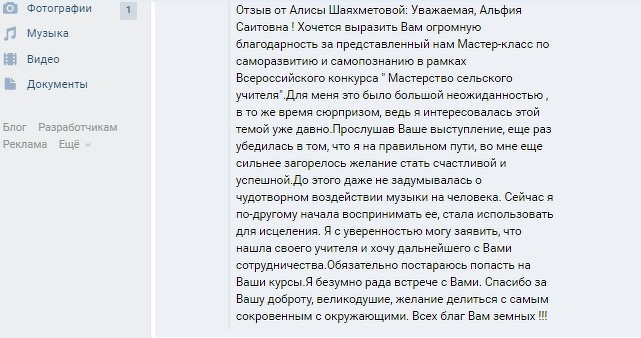 Фотографии 1
Музыка
Видео
Документы
Блог Разработчикам
Реклама Ещё
Отзыв от Алисы Шаяхметовой: Уважаемая, Альфия
Саитовна ! Хочется выразить Вам огромную
благодарность за представленный нам Мастер-класс по
саморазвитию и самопознанию в рамках
Всероссийского конкурса " Мастерство сельского
учителя".Для меня это было большой неожиданностью ,
в то же время сюрпризом, ведь я интересовалась этой
темой уже давно.Прослушав Ваше выступление, еще раз
убедилась в том, что я на правильном пути, во мне еще
сильнее загорелось желание стать счастливой и
успешной.До этого даже не задумывалась о
чудотворном воздействии музыки на человека. Сейчас я
по-другому начала воспринимать ее, стала использовать
для исцеления. Я с уверенностью могу заявить, что
нашла своего учителя и хочу дальнейшего с Вами
сотрудничества.Обязательно постараюсь попасть на
Ваши курсы.Я безумно рада встрече с Вами. Спасибо за
Вашу доброту, великодушие, желание делиться с самым
сокровенным с окружающими. Всех благ Вам земных !!!